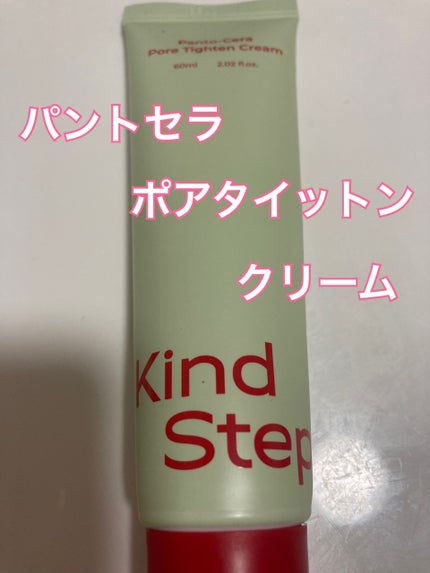 Panto-Cera
Pore Tighten Cream
60ml 2.02 fl.oz.
パントセラ
ポアタイットン
クリーム
Kind
Step